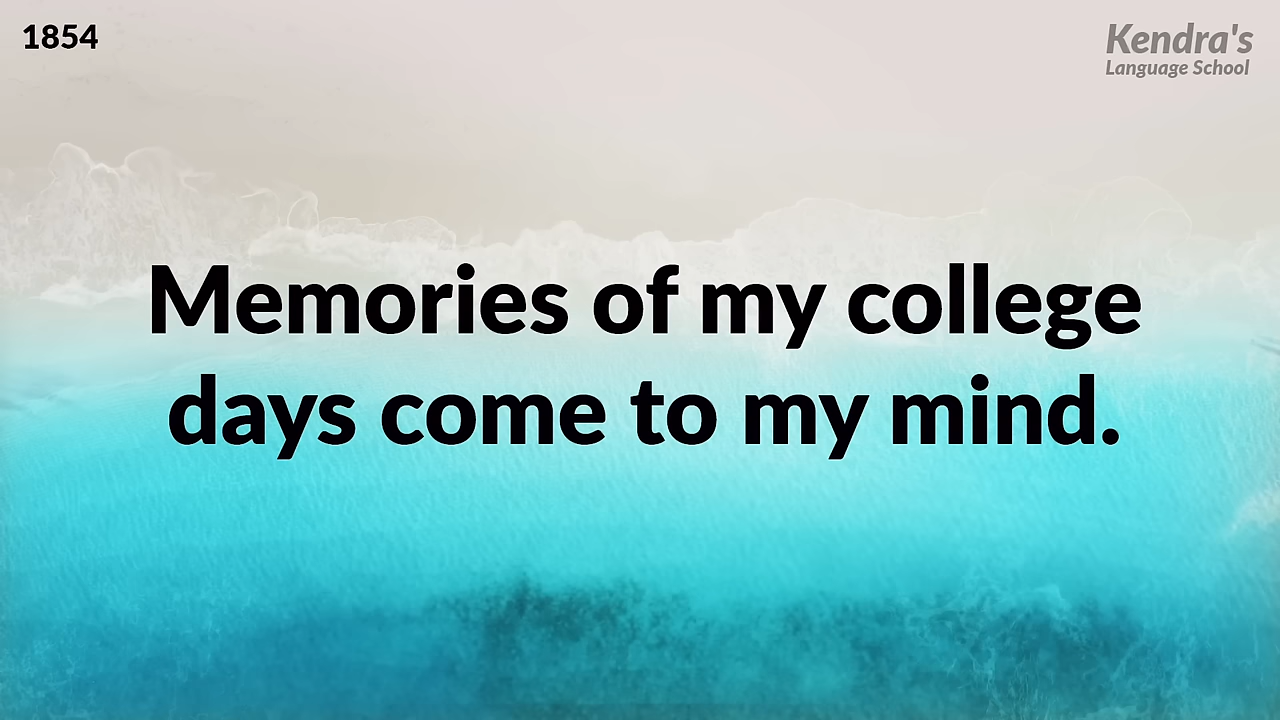 1854
Kendra's
Language School
Memories of my college
days come to my mind.